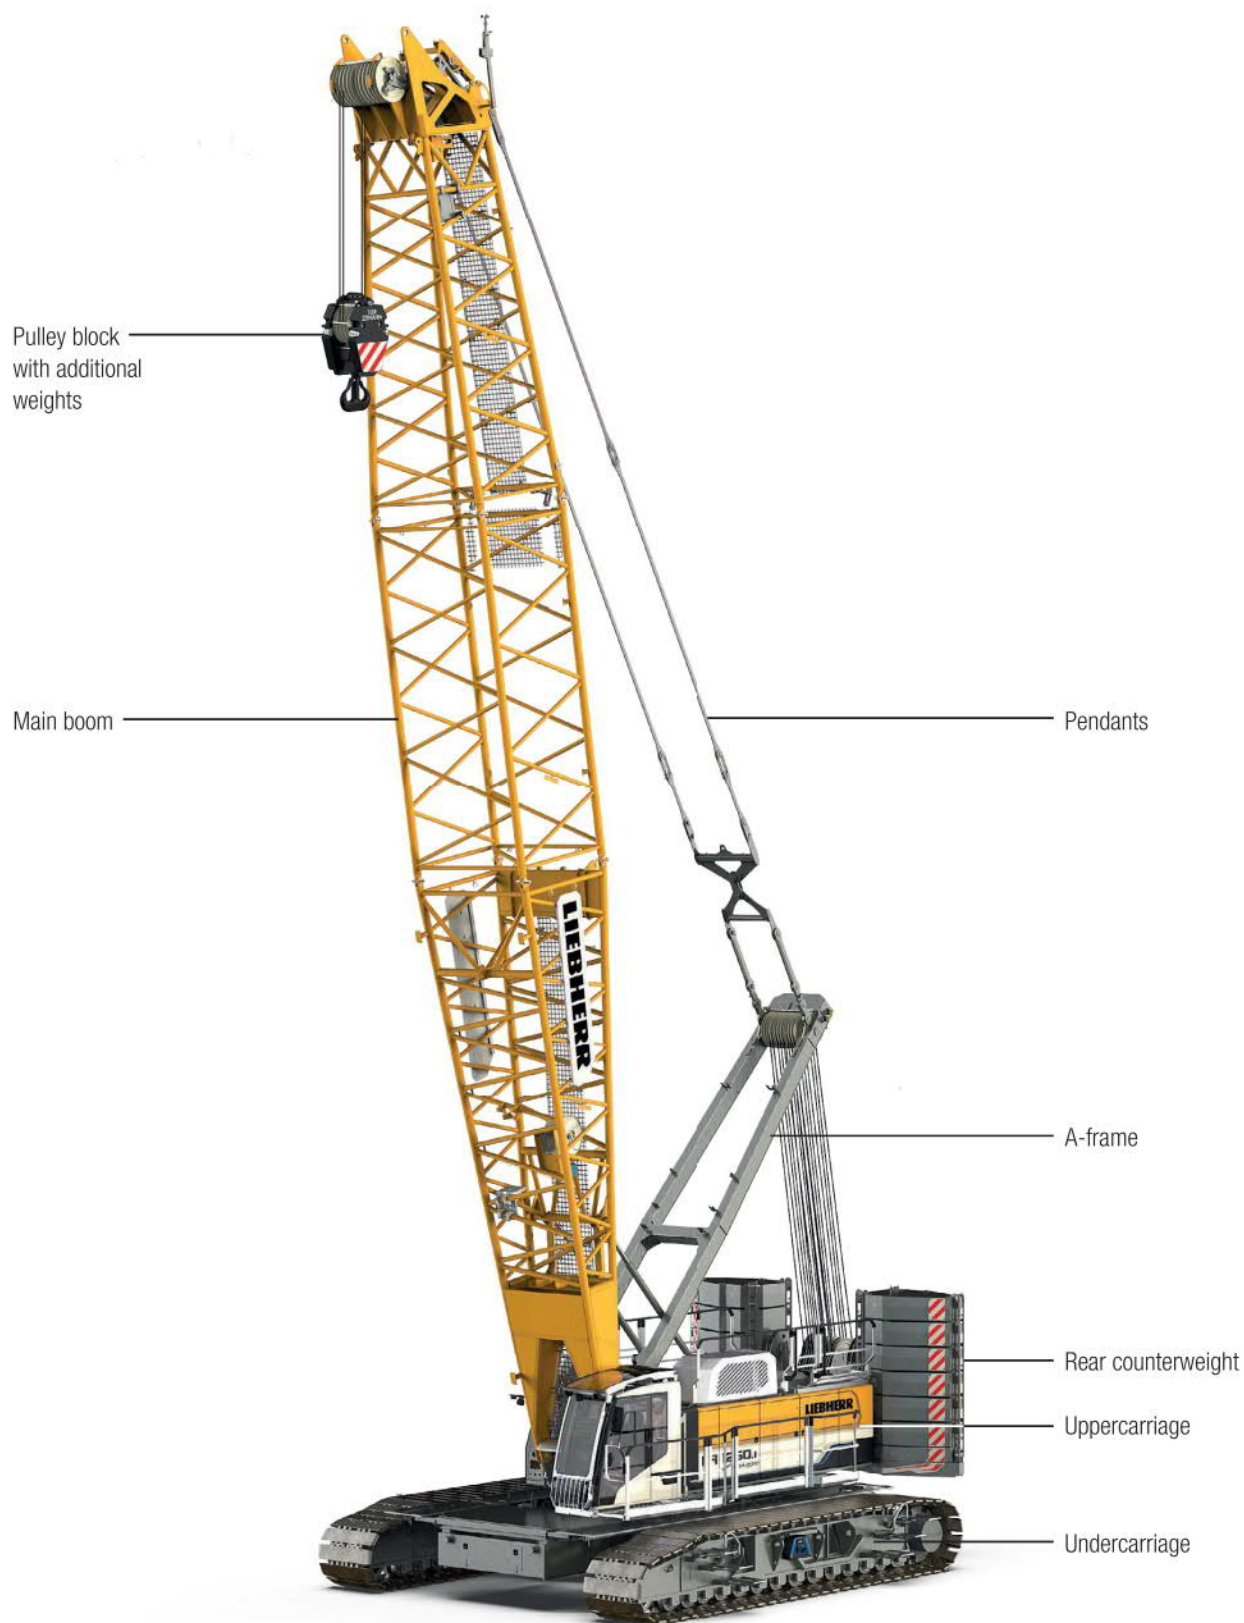 Pulley block
with additional
weights
Main boom
Pendants
LIEBHERR
A-frame
Rear counterweight
LIEBHERR
Uppercarriage
Undercarriage